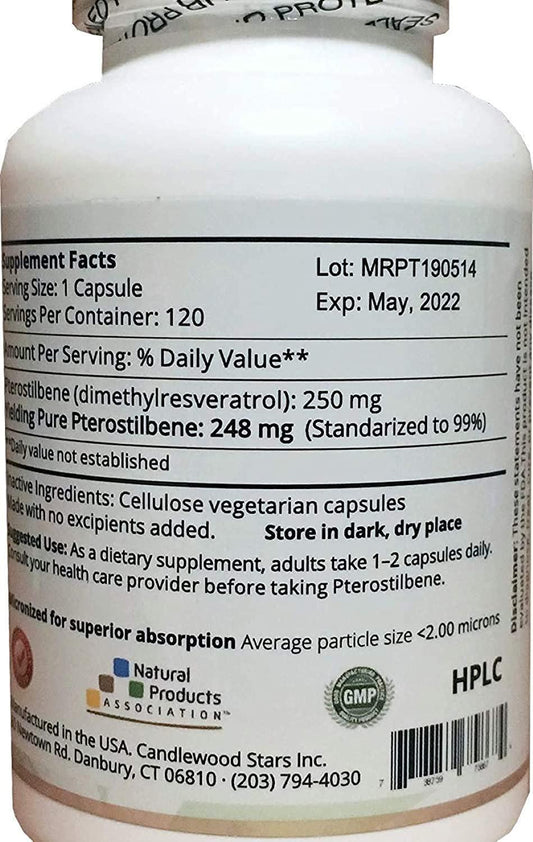 O PROTE
SEAL
Supplement Facts
Lot: MRPT190514
Serving Size: 1 Capsule
Exp: May, 2022
Servings Per Container: 120
Amount Per Serving: % Daily Value**
Pterostilbene (dimethylresveratrol): 250 mg
Yielding Pure Pterostilbene: 248 mg (Standardized to 99%)
**Daily value not established
Inactive Ingredients: Cellulose vegetarian capsules
Made with no excipients added. Store in dark, dry place
Suggested Use: As a dietary supplement, adults take 1–2 capsules daily.
Consult your health care provider before taking Pterostilbene.
Micronized for superior absorption Average particle size <2.00 microns
Natural
Products
ASSOCIATION™
GMP
HPLC
Manufactured in the USA. Candlewood Stars Inc.
Newtown Rd. Danbury, CT 06810 · (203) 794-4030
Disclaimer: These statements have not been
evaluated by the FDA. This product is not intended